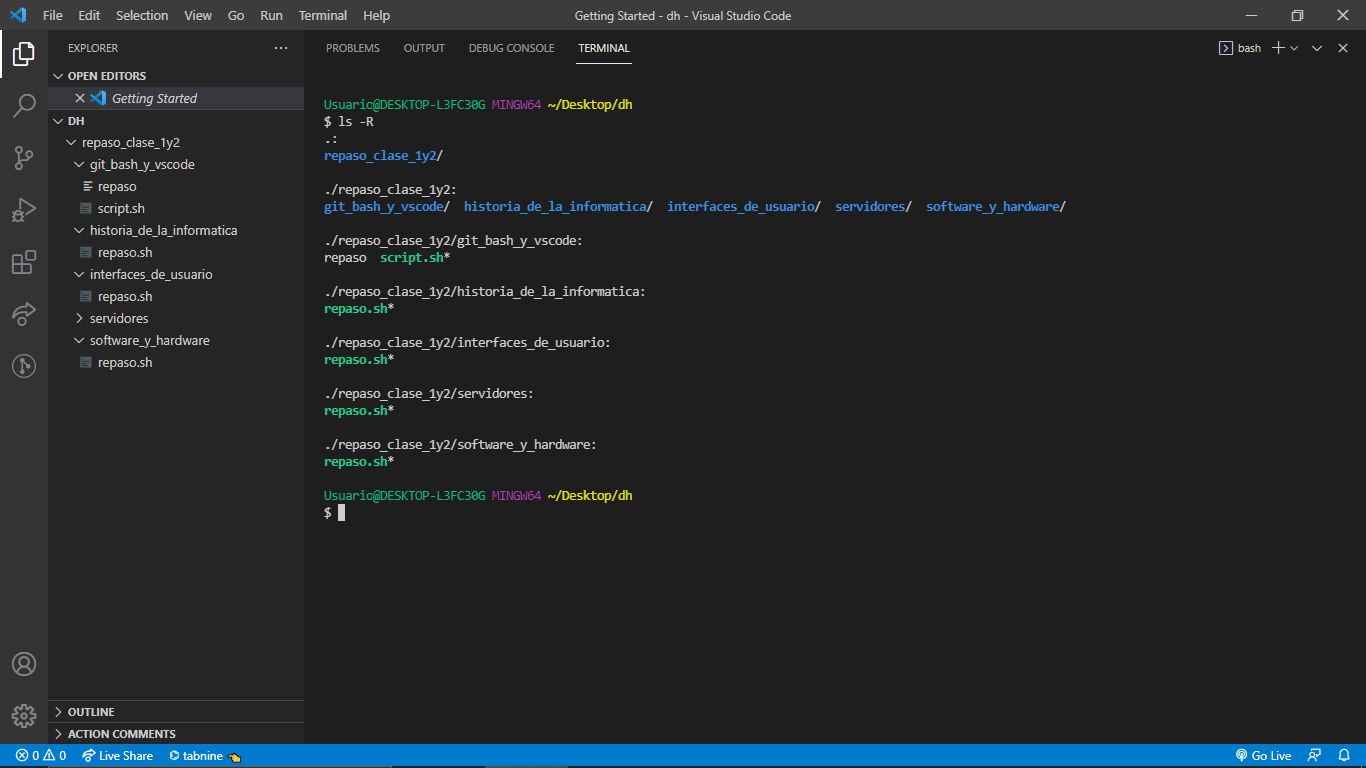 File Edit Selection View Go Run Terminal Help
Getting Started - dh - Visual Studio Code
EXPLORER
OPEN EDITORS
Getting Started
DH
repaso_clase_1y2
git_bash_y_vscode
repaso
script.sh
historia_de_la_informatica
repaso.sh
interfaces_de_usuario
repaso.sh
servidores
software_y_hardware
repaso.sh
OUTLINE
ACTION COMMENTS
PROBLEMS OUTPUT DEBUG CONSOLE TERMINAL
bash
Usuario@DESKTOP-L3FC30G MINGW64 ~/Desktop/dh
$ ls -R
.:
repaso_clase_1y2/
./repaso_clase_1y2:
git_bash_y_vscode/ historia_de_la_informatica/ interfaces_de_usuario/ servidores/ software_y_hardware/
./repaso_clase_1y2/git_bash_y_vscode:
repaso script.sh*
./repaso_clase_1y2/historia_de_la_informatica:
repaso.sh*
./repaso_clase_1y2/interfaces_de_usuario:
repaso.sh*
./repaso_clase_1y2/servidores:
repaso.sh*
./repaso_clase_1y2/software_y_hardware:
repaso.sh*
Usuario@DESKTOP-L3FC30G MINGW64 ~/Desktop/dh
$
0 0 Live Share tabnine
Go Live